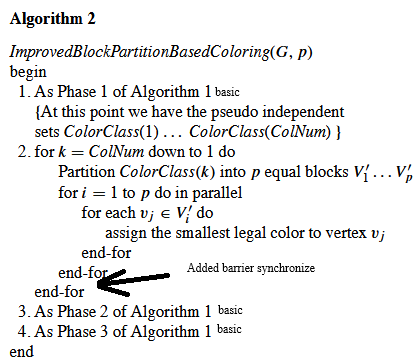 Algorithm 2
ImprovedBlockPartitionBasedColoring(G, p)
begin
1. As Phase 1 of Algorithm 1 basic
{At this point we have the pseudo independent
sets ColorClass(1) … ColorClass(ColNum) }
2. for k = ColNum down to 1 do
Partition ColorClass(k) into p equal blocks V′₁ … V′ₚ
for i = 1 to p do in parallel
for each vⱼ ∈ V′ᵢ do
assign the smallest legal color to vertex vⱼ
end-for
end-for
Added barrier synchronize
end-for
3. As Phase 2 of Algorithm 1 basic
4. As Phase 3 of Algorithm 1 basic
end